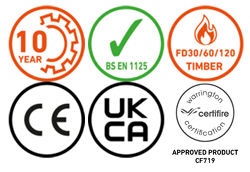 10
YEAR
BS EN 1125
FD30/60/120
TIMBER
CE
UK
CA
warrington
certifire
certification
APPROVED PRODUCT
CF719